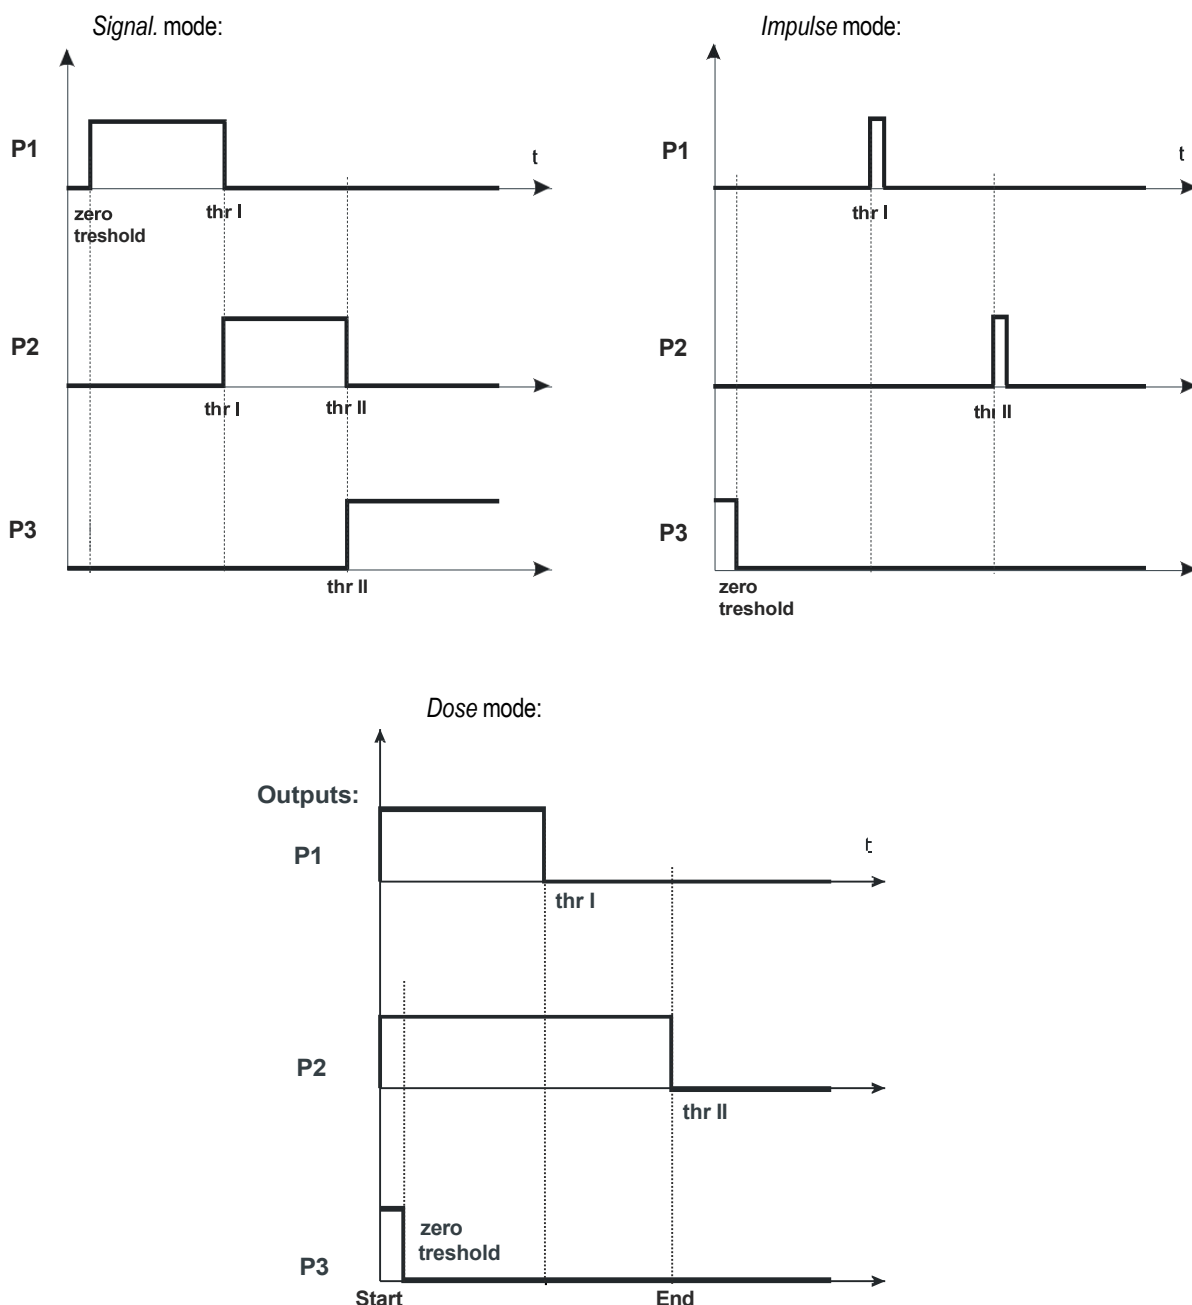 Signal. mode:
P1
t
zero
treshold
thr I
P2
thr I
thr II
P3
thr II
Impulse mode:
P1
t
thr I
P2
thr II
P3
zero
treshold
Dose mode:
Outputs:
P1
t
thr I
P2
thr II
zero
treshold
P3
Start
End